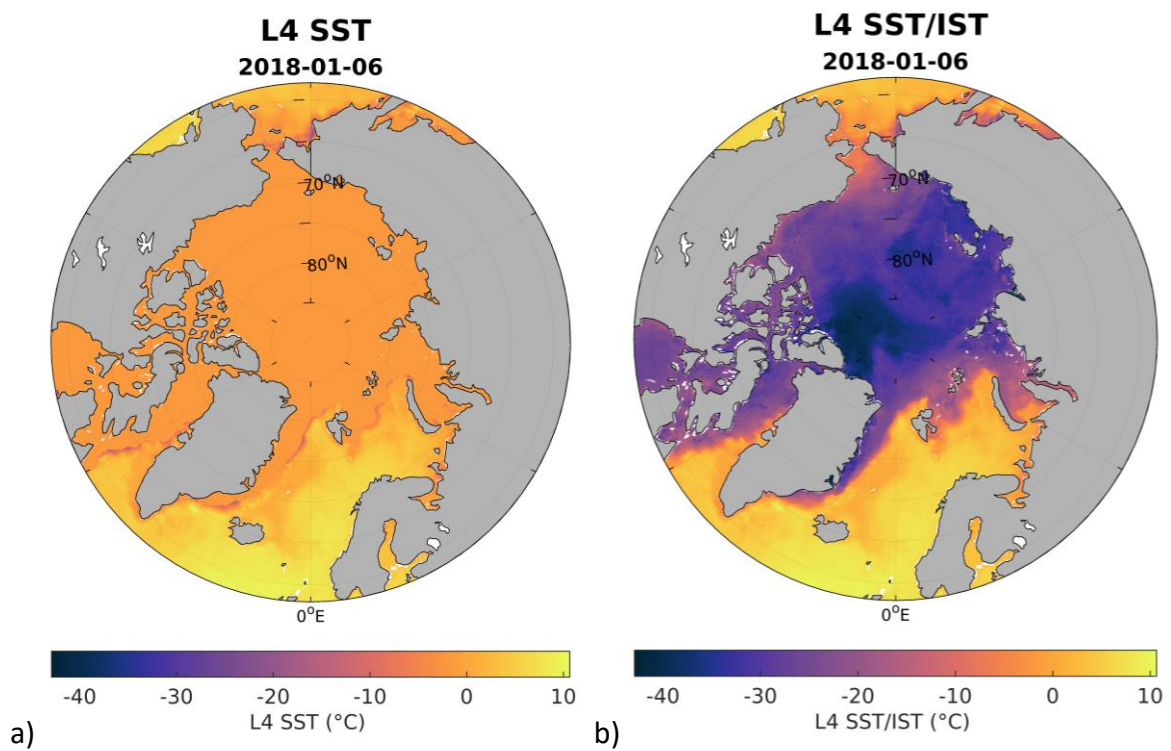 L4 SST
2018-01-06
70°N
80°N
0°E
-40 -30 -20 -10 0 10
L4 SST (°C)
a)
L4 SST/IST
2018-01-06
70°N
80°N
0°E
-40 -30 -20 -10 0 10
L4 SST/IST (°C)
b)